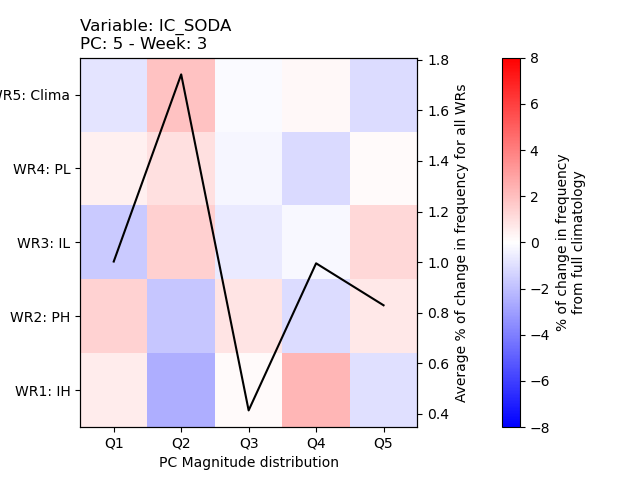 Variable: IC_SODA
PC: 5 - Week: 3
WR5: Clima
WR4: PL
WR3: IL
WR2: PH
WR1: IH
Q1 Q2 Q3 Q4 Q5
PC Magnitude distribution
1.8
1.6
1.4
1.2
1.0
0.8
0.6
0.4
Average % of change in frequency for all WRs
8
6
4
2
0
−2
−4
−6
−8
% of change in frequency
from full climatology